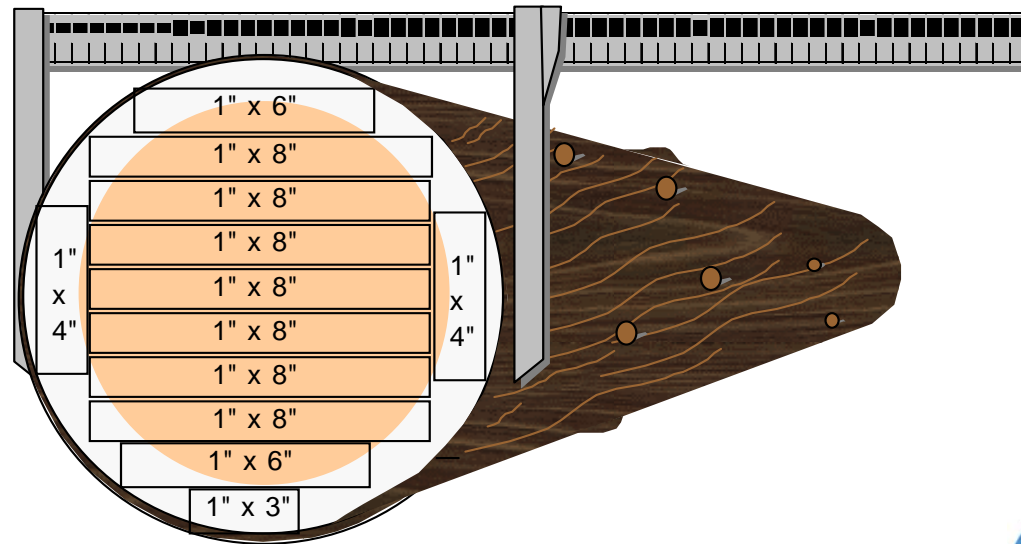 1" x 6"
1" x 8"
1" x 8"
1" x 8"
1" x 8"
1" x 8"
1" x 8"
1" x 8"
1" x 6"
1" x 3"
1"
x
4"
1"
x
4"